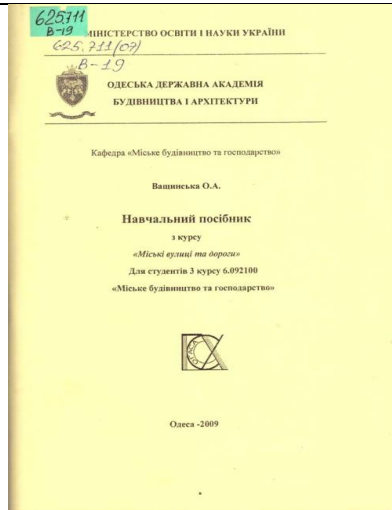 625.711
В-19
МІНІСТЕРСТВО ОСВІТИ І НАУКИ УКРАЇНИ
625.711(07)
В-19
ОДЕСЬКА ДЕРЖАВНА АКАДЕМІЯ
БУДІВНИЦТВА І АРХІТЕКТУРИ
Кафедра «Міське будівництво та господарство»
Ващинська О.А.
Навчальний посібник
з курсу
«Міські вулиці та дороги»
Для студентів 3 курсу 6.092100
«Міське будівництво та господарство»
Одеса -2009